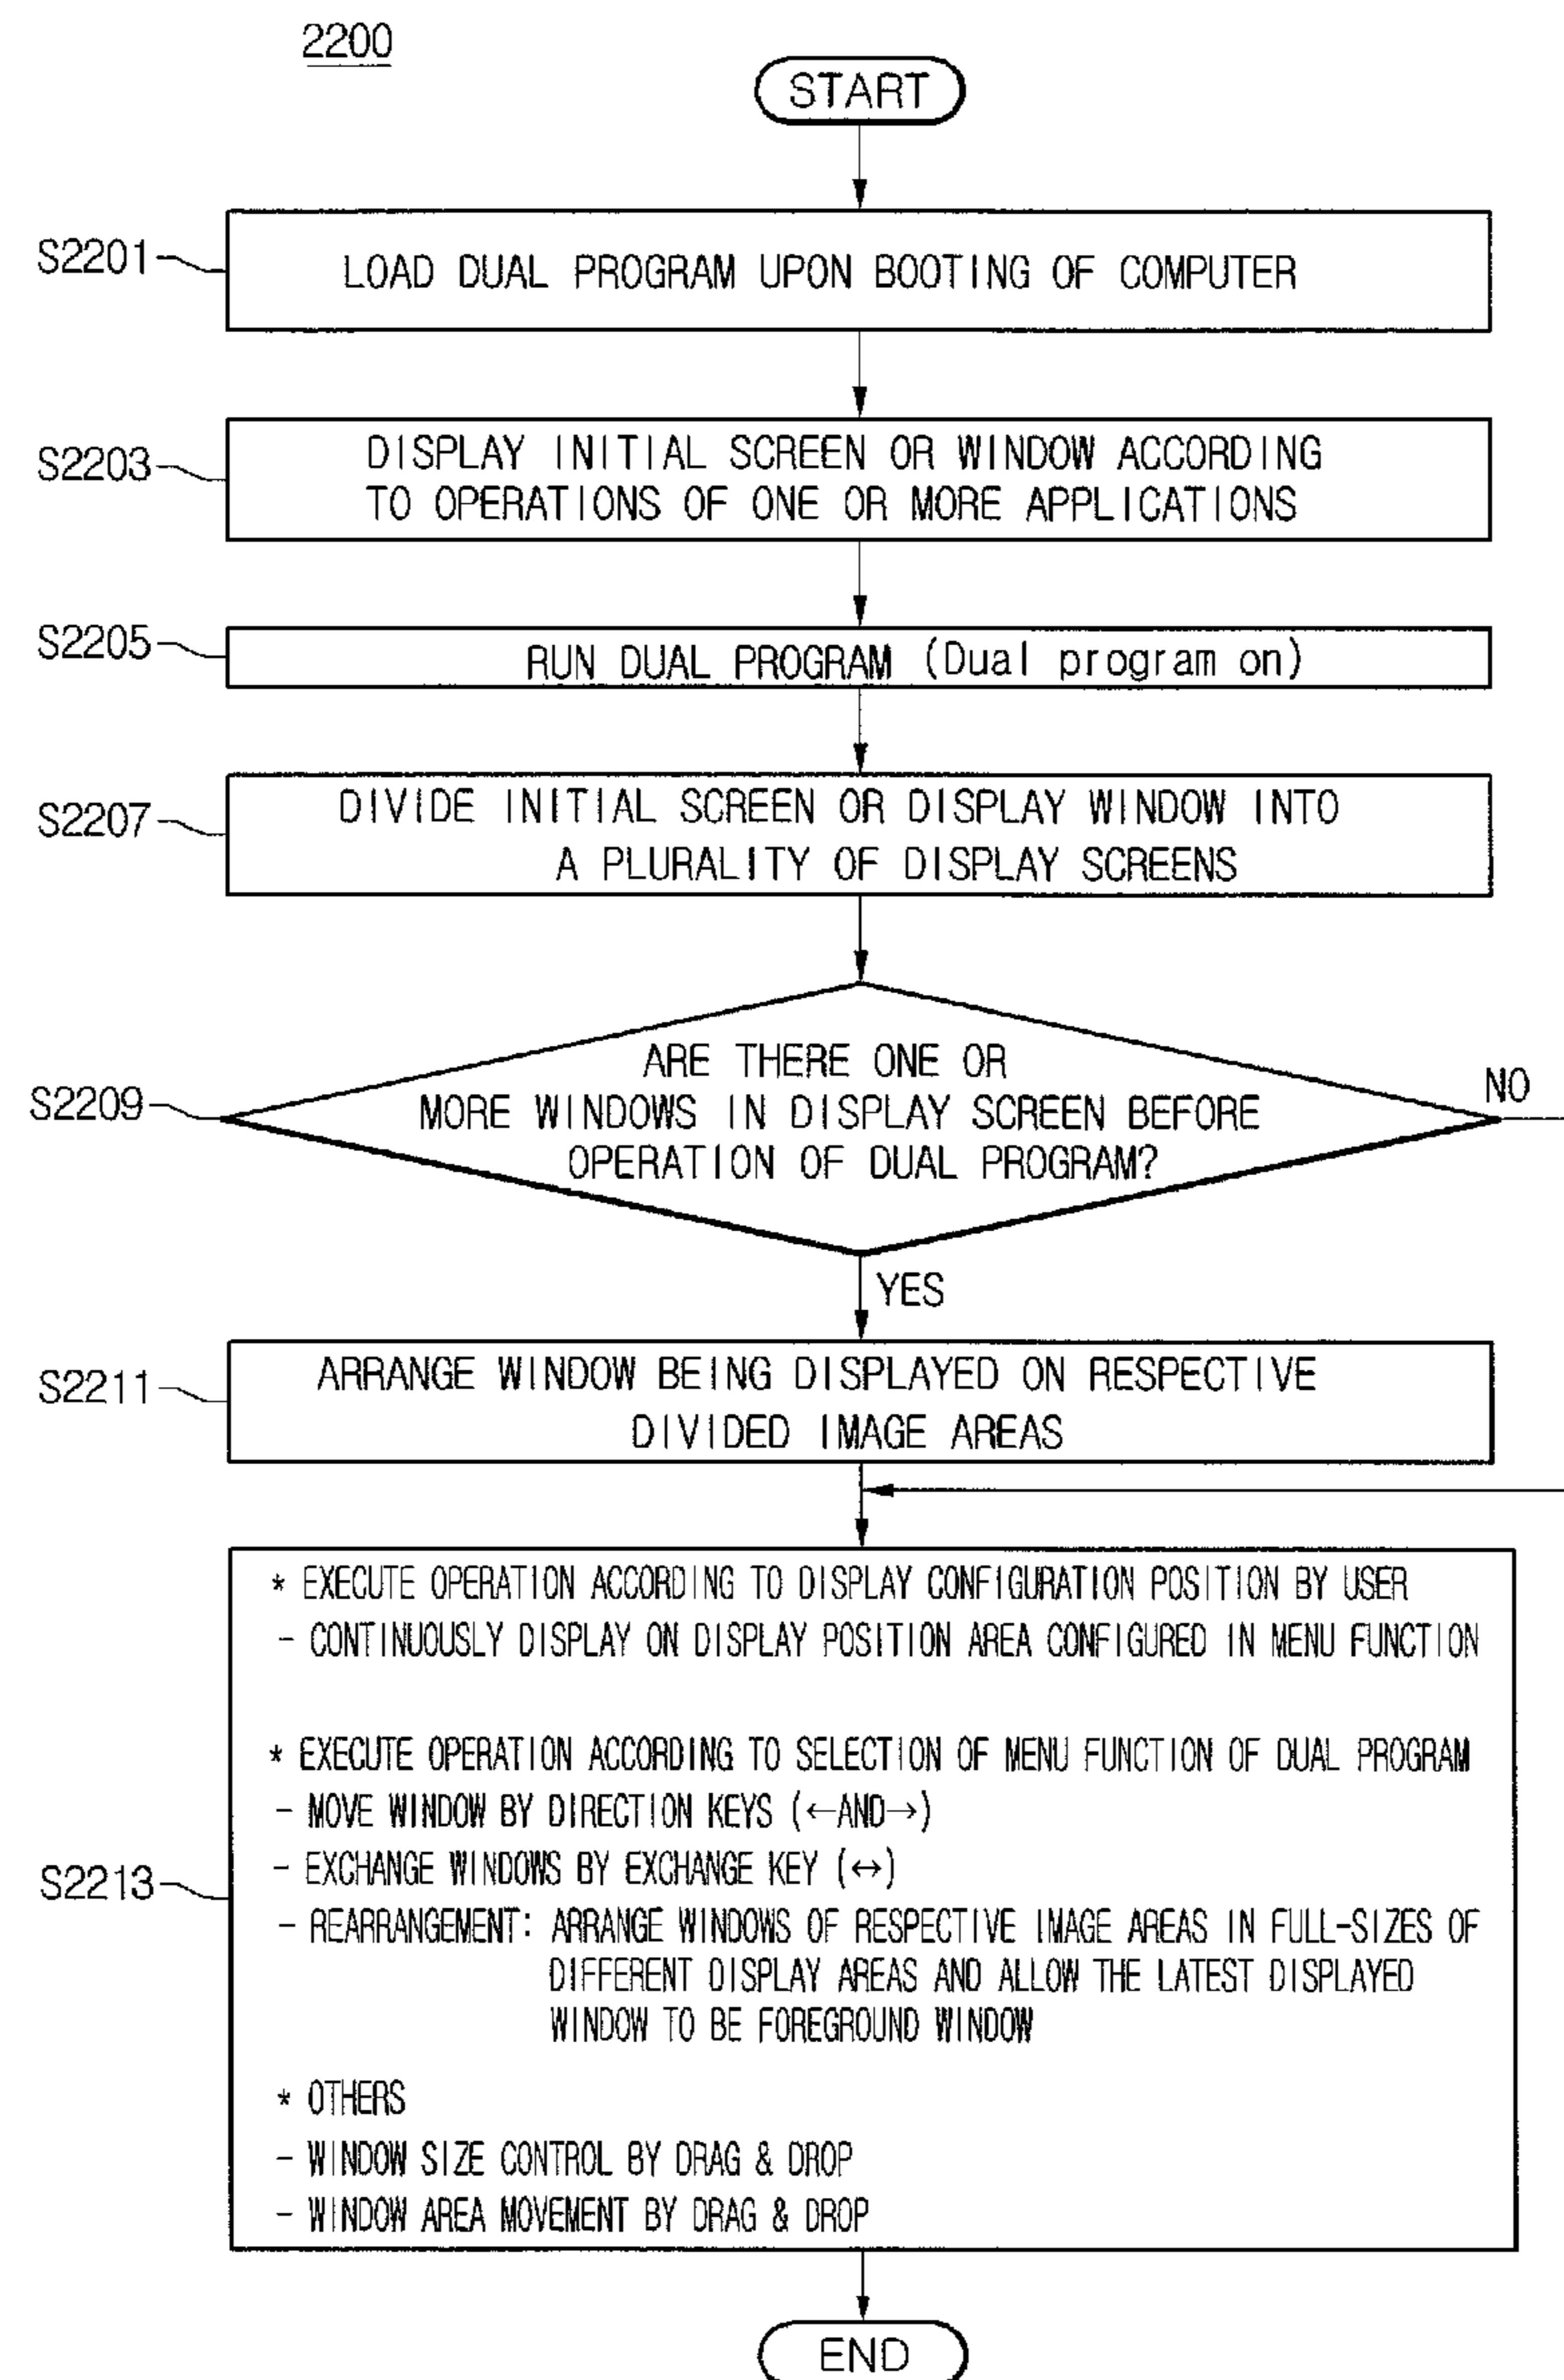 2200
START
S2201
LOAD DUAL PROGRAM UPON BOOTING OF COMPUTER
S2203
DISPLAY INITIAL SCREEN OR WINDOW ACCORDING
TO OPERATIONS OF ONE OR MORE APPLICATIONS
S2205
RUN DUAL PROGRAM (Dual program on)
S2207
DIVIDE INITIAL SCREEN OR DISPLAY WINDOW INTO
A PLURALITY OF DISPLAY SCREENS
S2209
ARE THERE ONE OR
MORE WINDOWS IN DISPLAY SCREEN BEFORE
OPERATION OF DUAL PROGRAM?
NO
YES
S2211
ARRANGE WINDOW BEING DISPLAYED ON RESPECTIVE
DIVIDED IMAGE AREAS
S2213
* EXECUTE OPERATION ACCORDING TO DISPLAY CONFIGURATION POSITION BY USER
- CONTINUOUSLY DISPLAY ON DISPLAY POSITION AREA CONFIGURED IN MENU FUNCTION
* EXECUTE OPERATION ACCORDING TO SELECTION OF MENU FUNCTION OF DUAL PROGRAM
- MOVE WINDOW BY DIRECTION KEYS (←AND→)
- EXCHANGE WINDOWS BY EXCHANGE KEY (↔)
- REARRANGEMENT: ARRANGE WINDOWS OF RESPECTIVE IMAGE AREAS IN FULL-SIZES OF
DIFFERENT DISPLAY AREAS AND ALLOW THE LATEST DISPLAYED
WINDOW TO BE FOREGROUND WINDOW
* OTHERS
- WINDOW SIZE CONTROL BY DRAG & DROP
- WINDOW AREA MOVEMENT BY DRAG & DROP
END